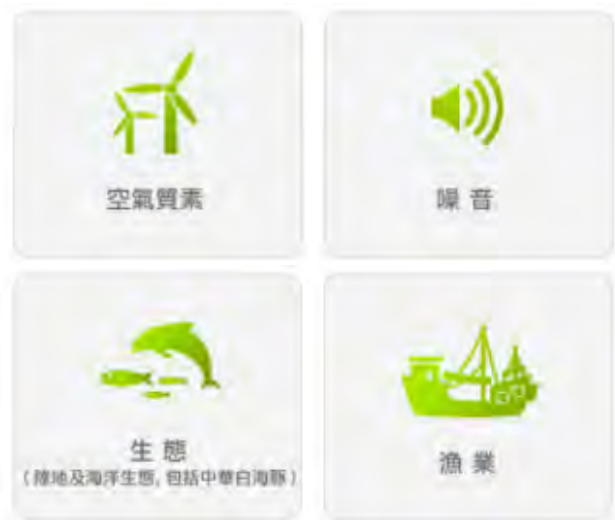 空氣質素
噪音
生態
(陸地及海洋生態, 包括中華白海豚)
漁業